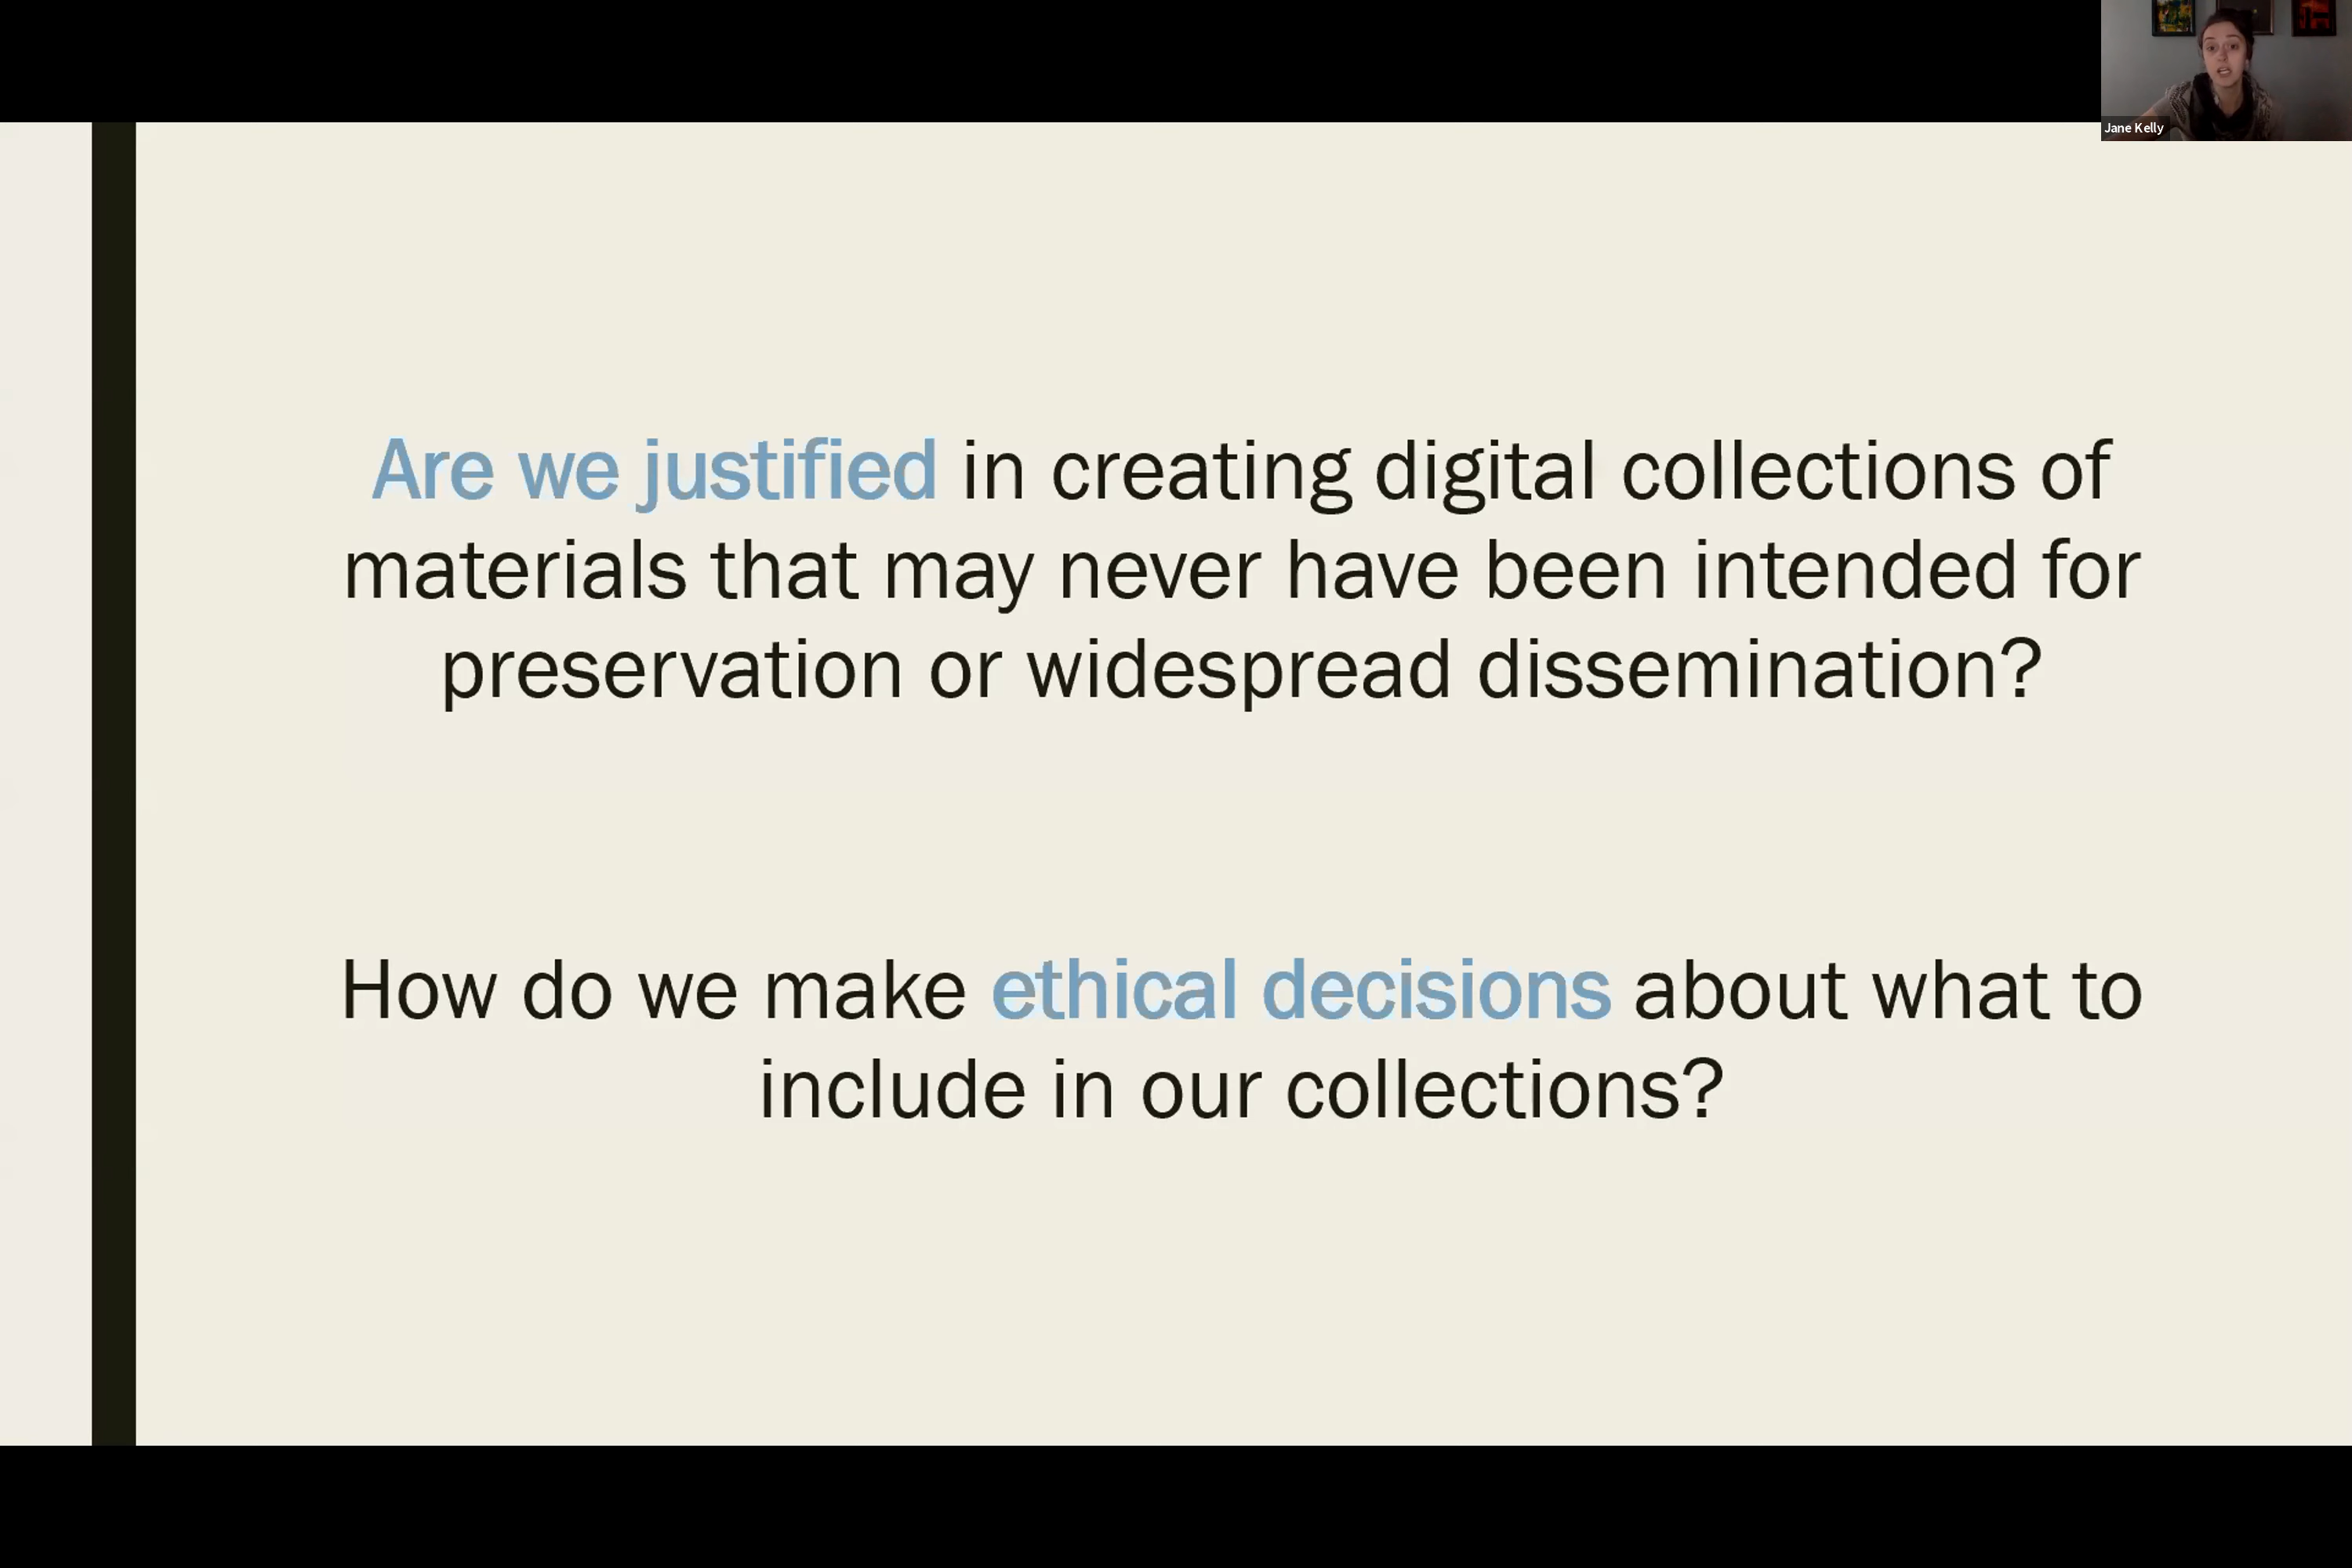 Jane Kelly
Are we justified in creating digital collections of
materials that may never have been intended for
preservation or widespread dissemination?
How do we make ethical decisions about what to
include in our collections?